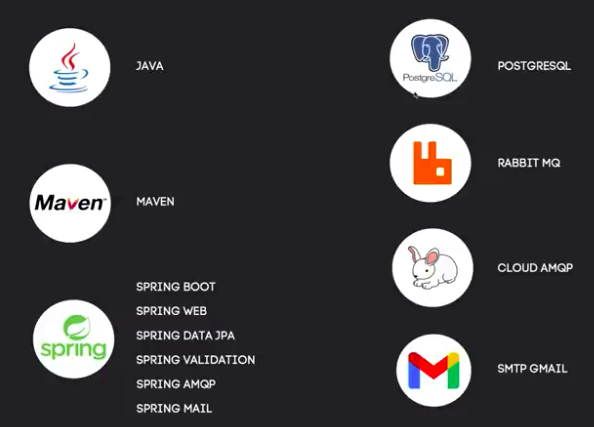 JAVA
Maven™
MAVEN
spring
SPRING BOOT
SPRING WEB
SPRING DATA JPA
SPRING VALIDATION
SPRING AMQP
SPRING MAIL
PostgreSQL
POSTGRESQL
RABBIT MQ
CLOUD AMQP
SMTP GMAIL